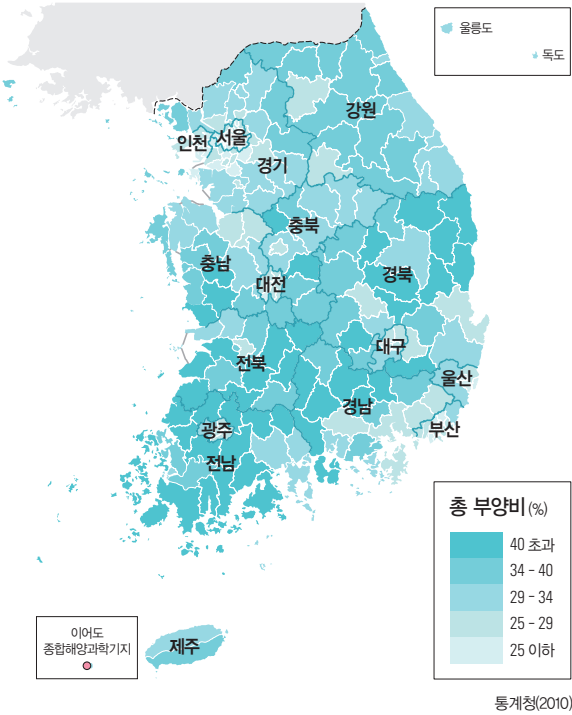 울릉도
독도
강원
인천
서울
경기
충북
충남
경북
대전
대구
전북
울산
경남
부산
광주
전남
총 부양비 (%)
40 초과
34 - 40
29 - 34
25 - 29
25 이하
이어도
종합해양과학기지
제주
통계청(2010)